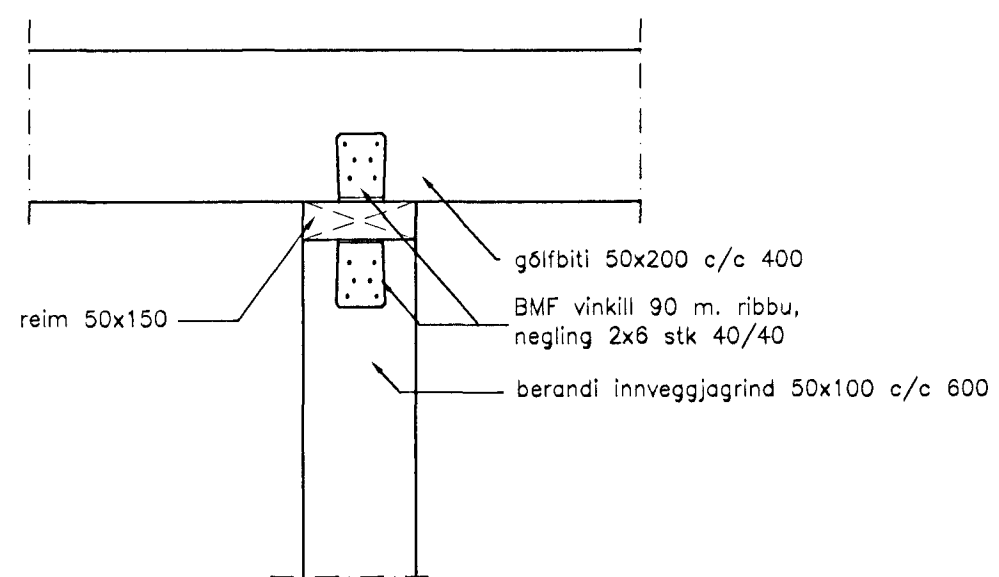 gólfbiti 50x200 c/c 400
reim 50x150
BMF vinkill 90 m. ribbu,
negling 2x6 stk 40/40
berandi innveggjagrind 50x100 c/c 600